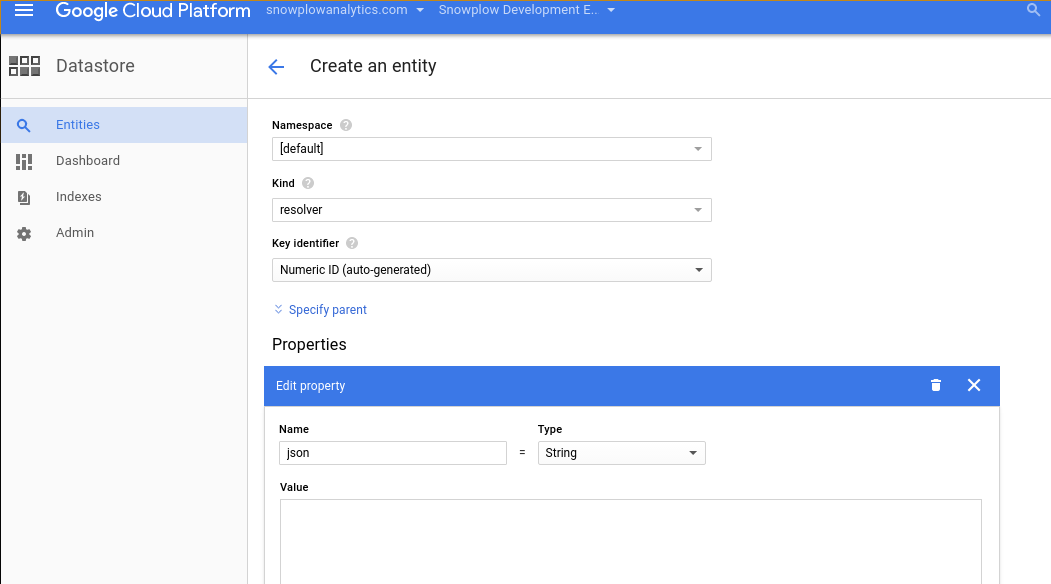 Google Cloud Platform snowplowanalytics.com Snowplow Development E..
Datastore
Create an entity
Entities
Dashboard
Indexes
Admin
Namespace ?
[default]
Kind ?
resolver
Key identifier ?
Numeric ID (auto-generated)
Specify parent
Properties
Edit property
Name Type
json = String
Value